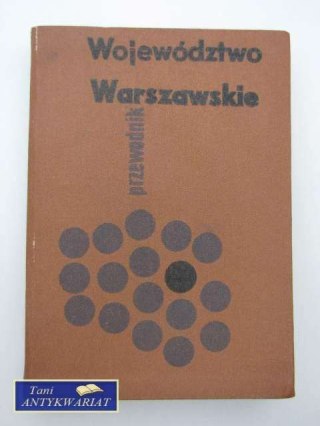 Województwo
Warszawskie
przewodnik
Tani
ANTYKWARIAT